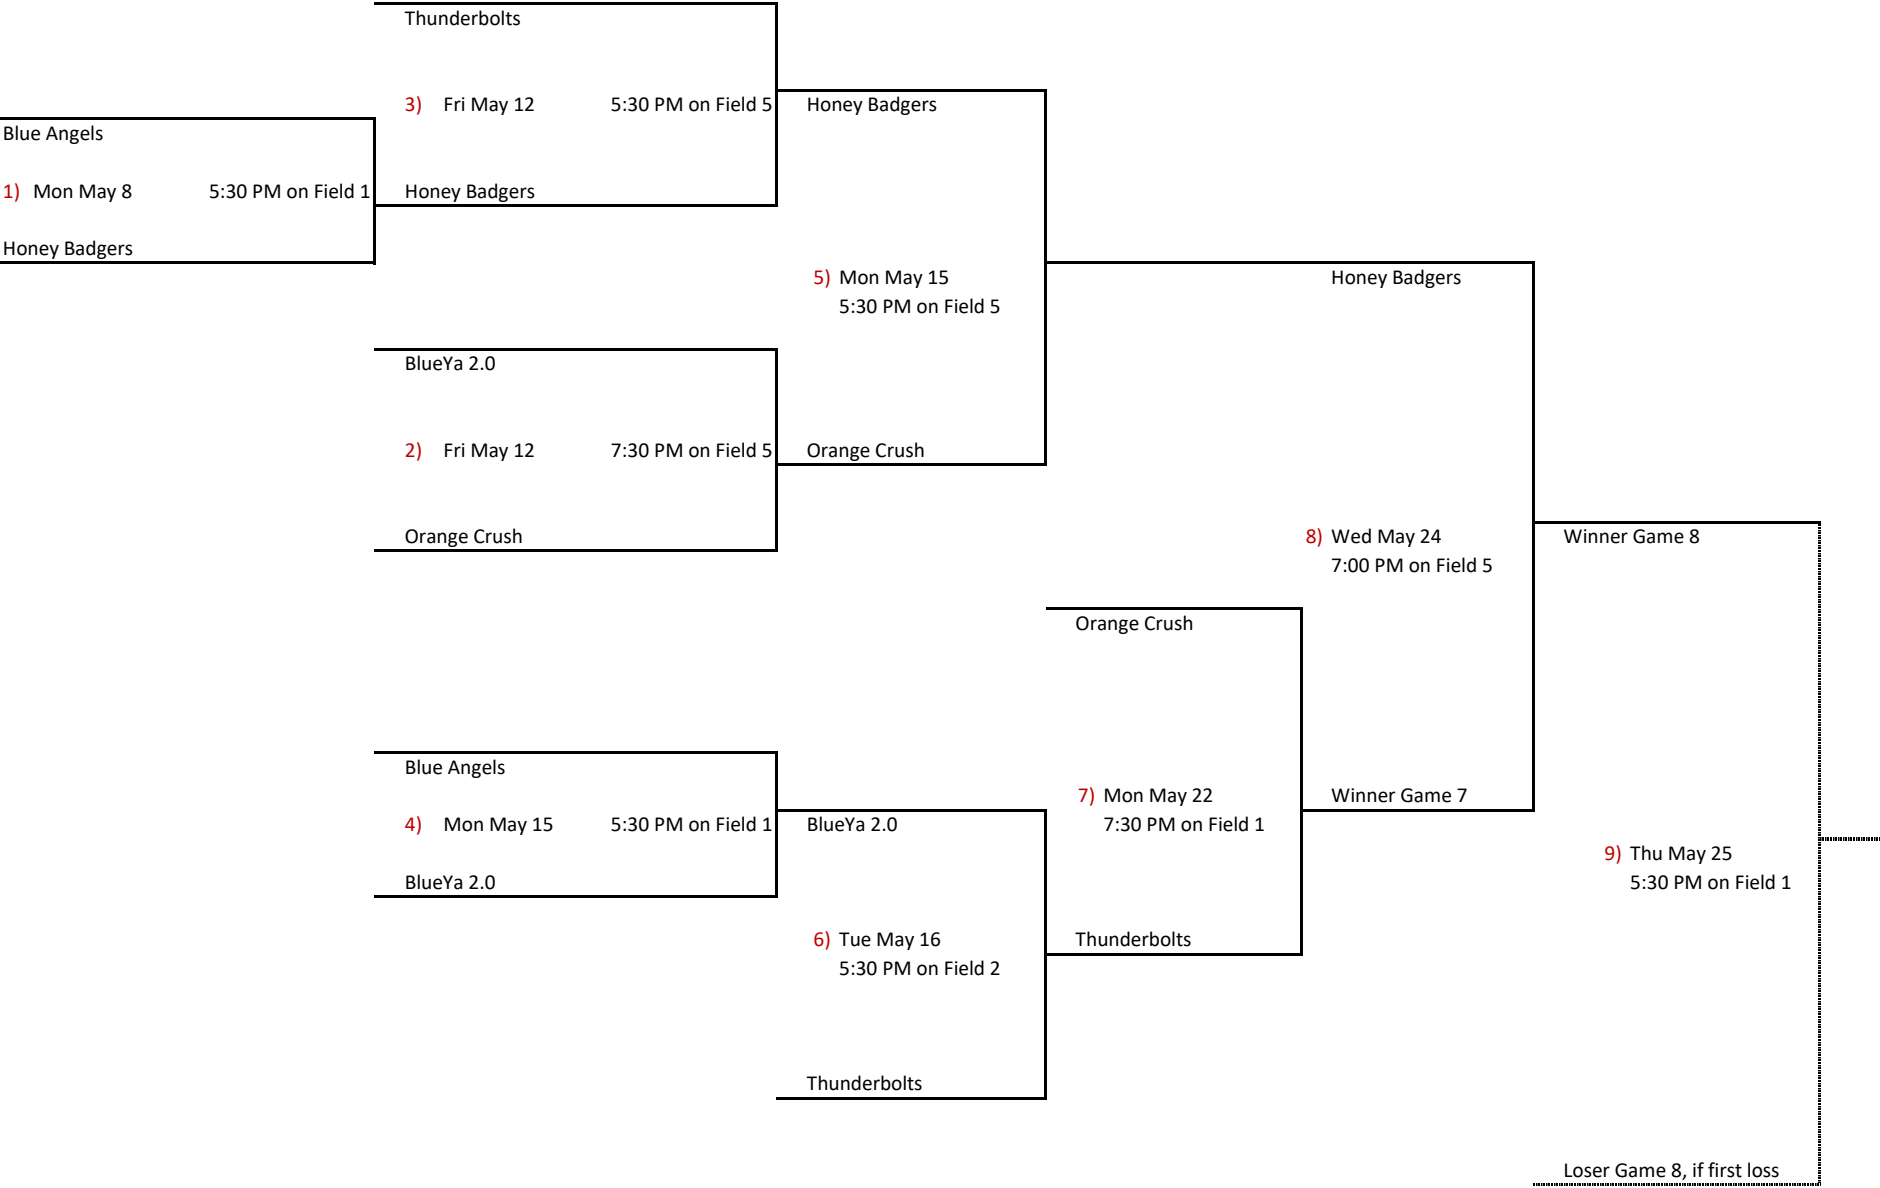 Thunderbolts
3) Fri May 12 5:30 PM on Field 5
Honey Badgers
Blue Angels
1) Mon May 8 5:30 PM on Field 1
Honey Badgers
Honey Badgers
5) Mon May 15
5:30 PM on Field 5
Honey Badgers
BlueYa 2.0
2) Fri May 12 7:30 PM on Field 5
Orange Crush
Orange Crush
8) Wed May 24
7:00 PM on Field 5
Winner Game 8
Orange Crush
Blue Angels
4) Mon May 15 5:30 PM on Field 1
BlueYa 2.0
BlueYa 2.0
7) Mon May 22
7:30 PM on Field 1
Winner Game 7
9) Thu May 25
5:30 PM on Field 1
6) Tue May 16
5:30 PM on Field 2
Thunderbolts
Thunderbolts
Loser Game 8, if first loss
Honey Badgers